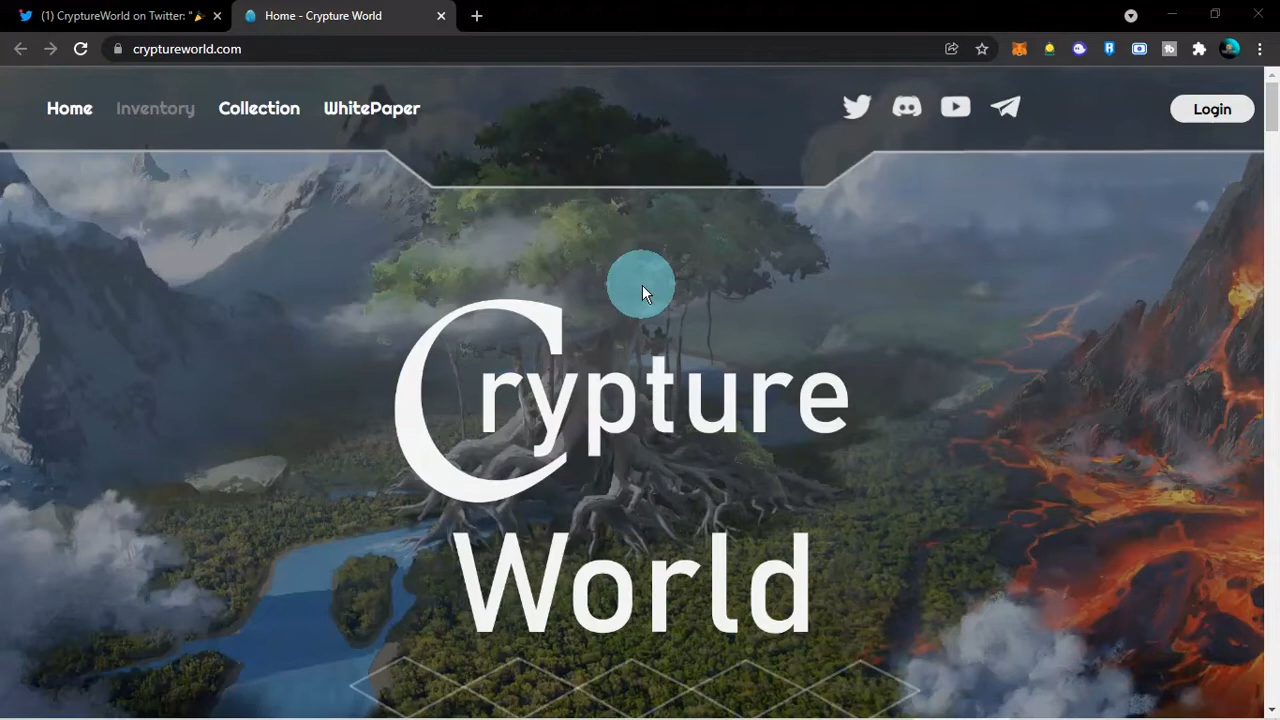 (1) CryptureWorld on Twitter: "🎉
Home - Crypture World
cryptureworld.com
Home Inventory Collection WhitePaper
Login
Crypture
World